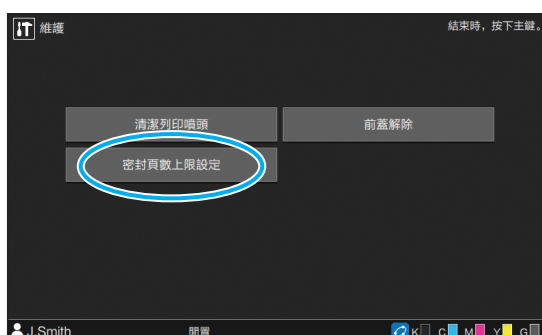 維護
結束時，按下主鍵。
清潔列印噴頭
前蓋解除
密封頁數上限設定
J.Smith
閒置
K C M Y G